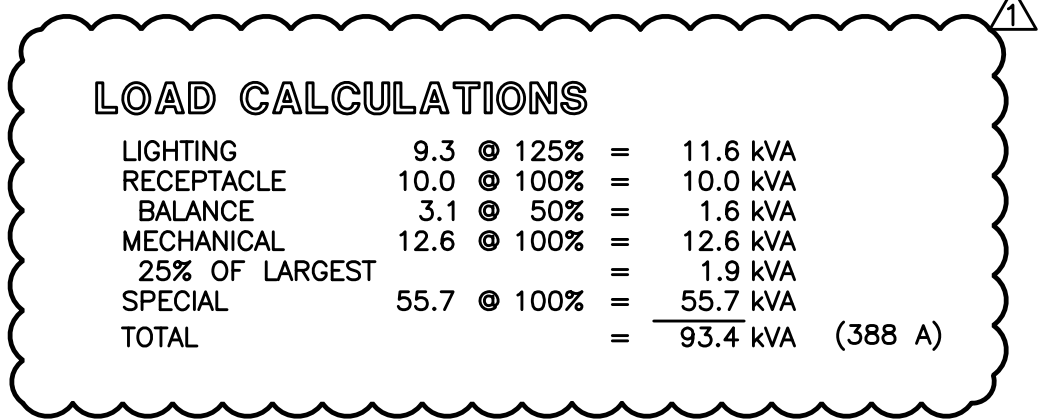 1
LOAD CALCULATIONS
LIGHTING 9.3 @ 125% = 11.6 kVA
RECEPTACLE 10.0 @ 100% = 10.0 kVA
BALANCE 3.1 @ 50% = 1.6 kVA
MECHANICAL 12.6 @ 100% = 12.6 kVA
25% OF LARGEST = 1.9 kVA
SPECIAL 55.7 @ 100% = 55.7 kVA
TOTAL = 93.4 kVA (388 A)